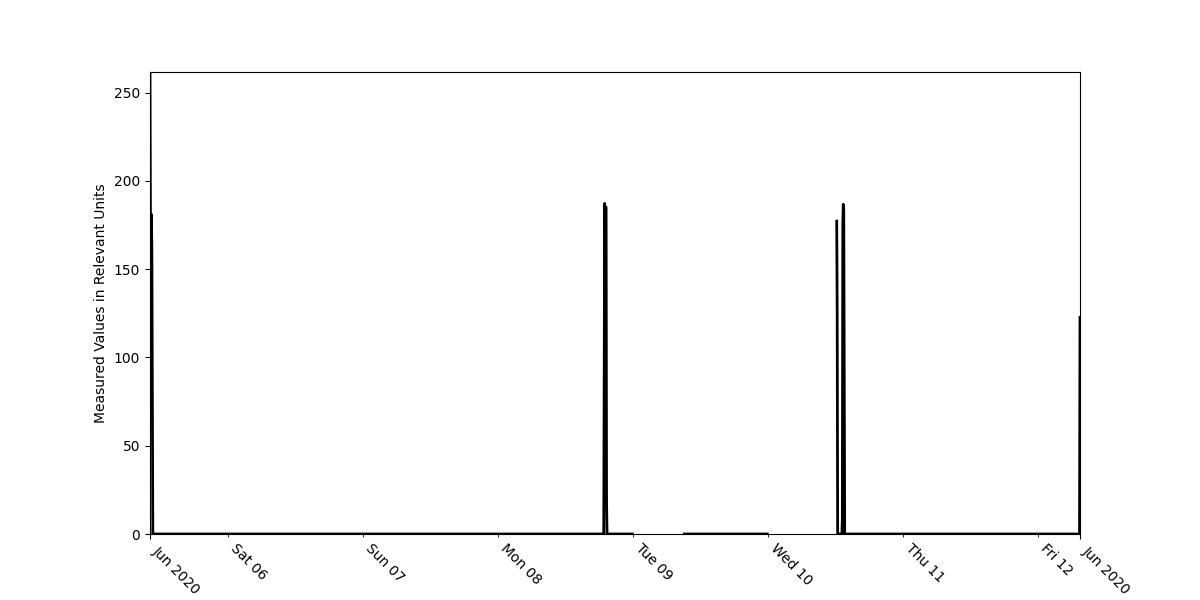 250
200
150
100
50
0
Measured Values in Relevant Units
Jun 2020
Sat 06
Sun 07
Mon 08
Tue 09
Wed 10
Thu 11
Fri 12
Jun 2020